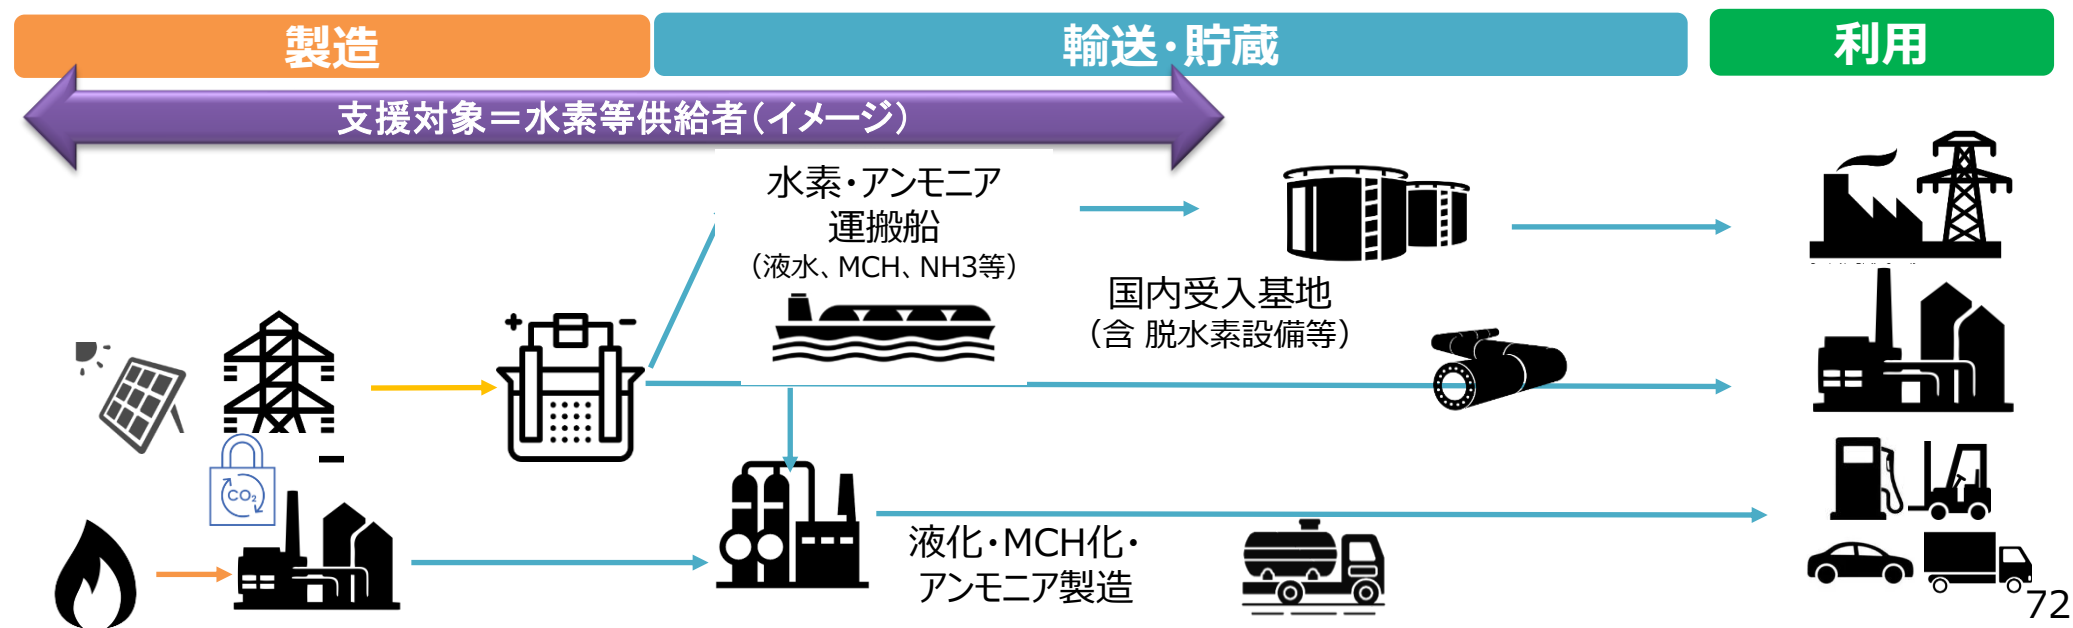 製造
輸送・貯蔵
利用
支援対象＝水素等供給者（イメージ）
水素・アンモニア
運搬船
（液水、MCH、NH3等）
国内受入基地
（含 脱水素設備等）
CO₂
液化・MCH化・
アンモニア製造
72